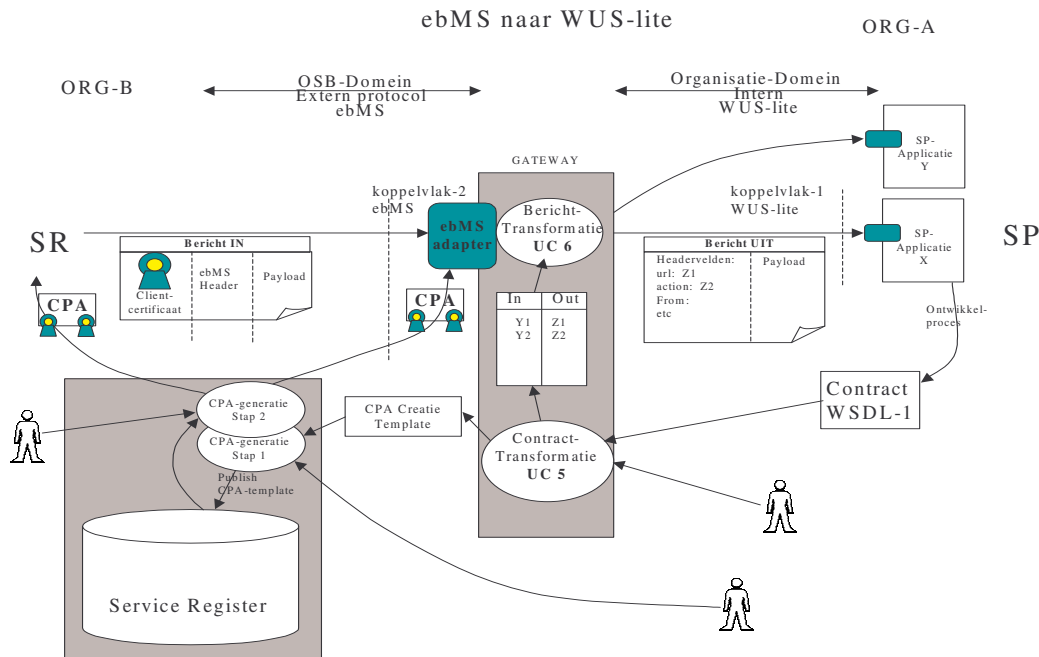 ebMS naar WUS-lite
ORG-A
ORG-B
OSB-Domein
Extern protocol
ebMS
Organisatie-Domein
Intern
WUS-lite
GATEWAY
SP-
Applicatie
Y
koppelvlak-2
ebMS
koppelvlak-1
WUS-lite
SR
ebMS
adapter
Bericht-
Transformatie
UC 6
SP-
Applicatie
X
SP
Bericht IN
Client-
certificaat
ebMS
Header
Payload
Bericht UIT
Headervelden:
url: Z1
action: Z2
From:
etc
Payload
CPA
CPA
In
Out
Y1
Y2
Z1
Z2
Ontwikkel-
proces
CPA-generatie
Stap 2
CPA-generatie
Stap 1
CPA Creatie
Template
Contract-
Transformatie
UC 5
Contract
WSDL-1
Publish
CPA-template
Service Register